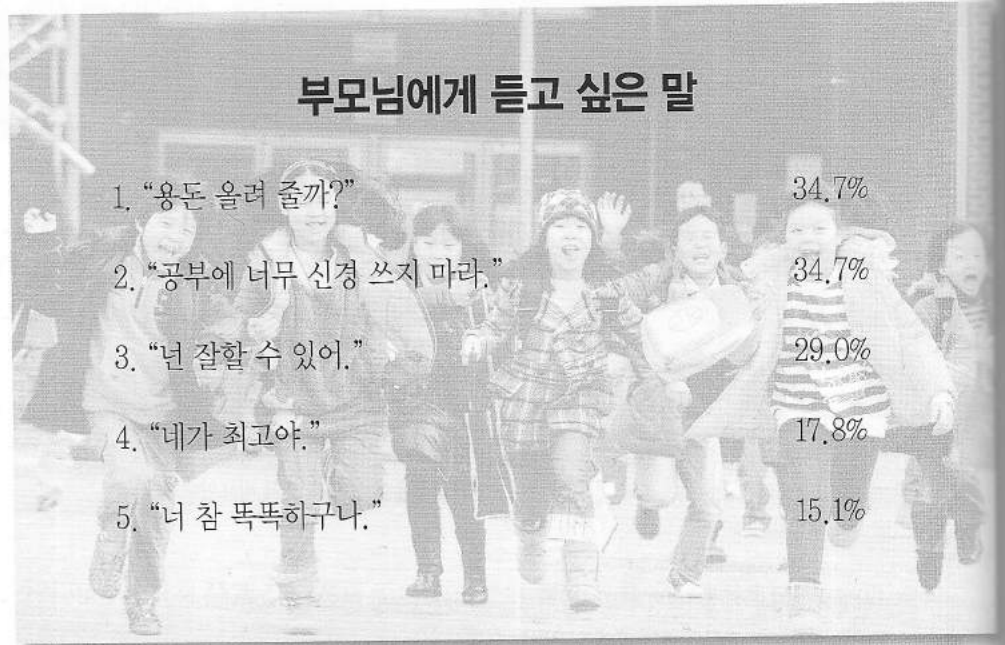 부모님에게 듣고 싶은 말
1. “용돈 올려 줄까?” 34.7%
2. “공부에 너무 신경 쓰지 마라.” 34.7%
3. “넌 잘할 수 있어.” 29.0%
4. “네가 최고야.” 17.8%
5. “너 참 똑똑하구나.” 15.1%